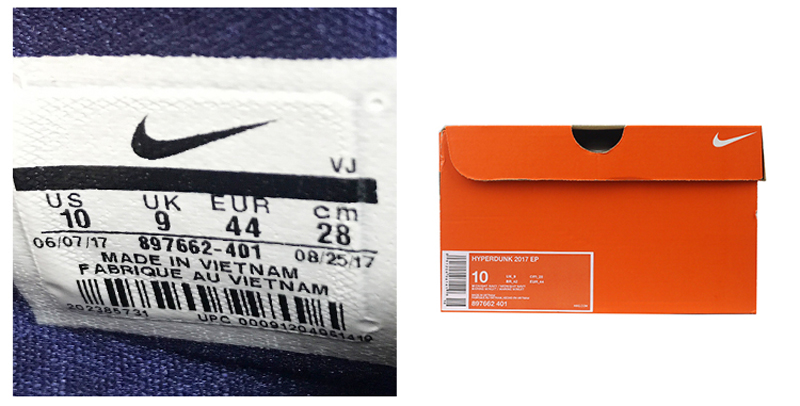 VJ
US UK EUR cm
10 9 44 28
06/07/17 897662-401 08/25/17
MADE IN VIETNAM
FABRIQUE AU VIETNAM
202385731
UPC
HYPERDUNK 2017 EP
10
897662 401